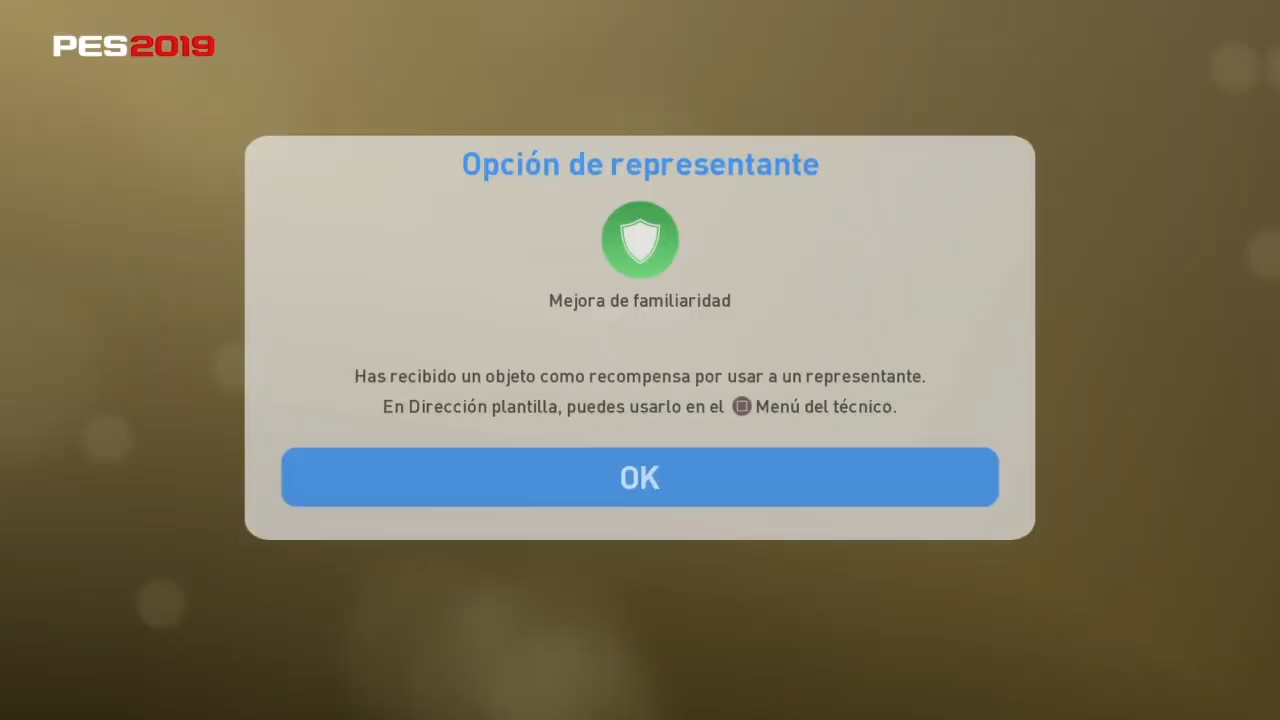 PES2019
Opción de representante
Mejora de familiaridad
Has recibido un objeto como recompensa por usar a un representante.
En Dirección plantilla, puedes usarlo en el Menú del técnico.
OK